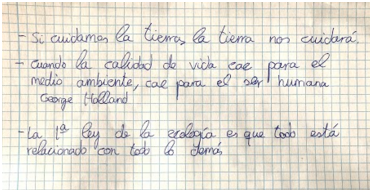 - Si cuidamos la tierra, la tierra nos cuidará.
- Cuando la calidad de vida cae para el
medio ambiente, cae para el ser humana
George Holland
- La 1ª ley de la ecología es que todo está
relacionado con todo lo demás